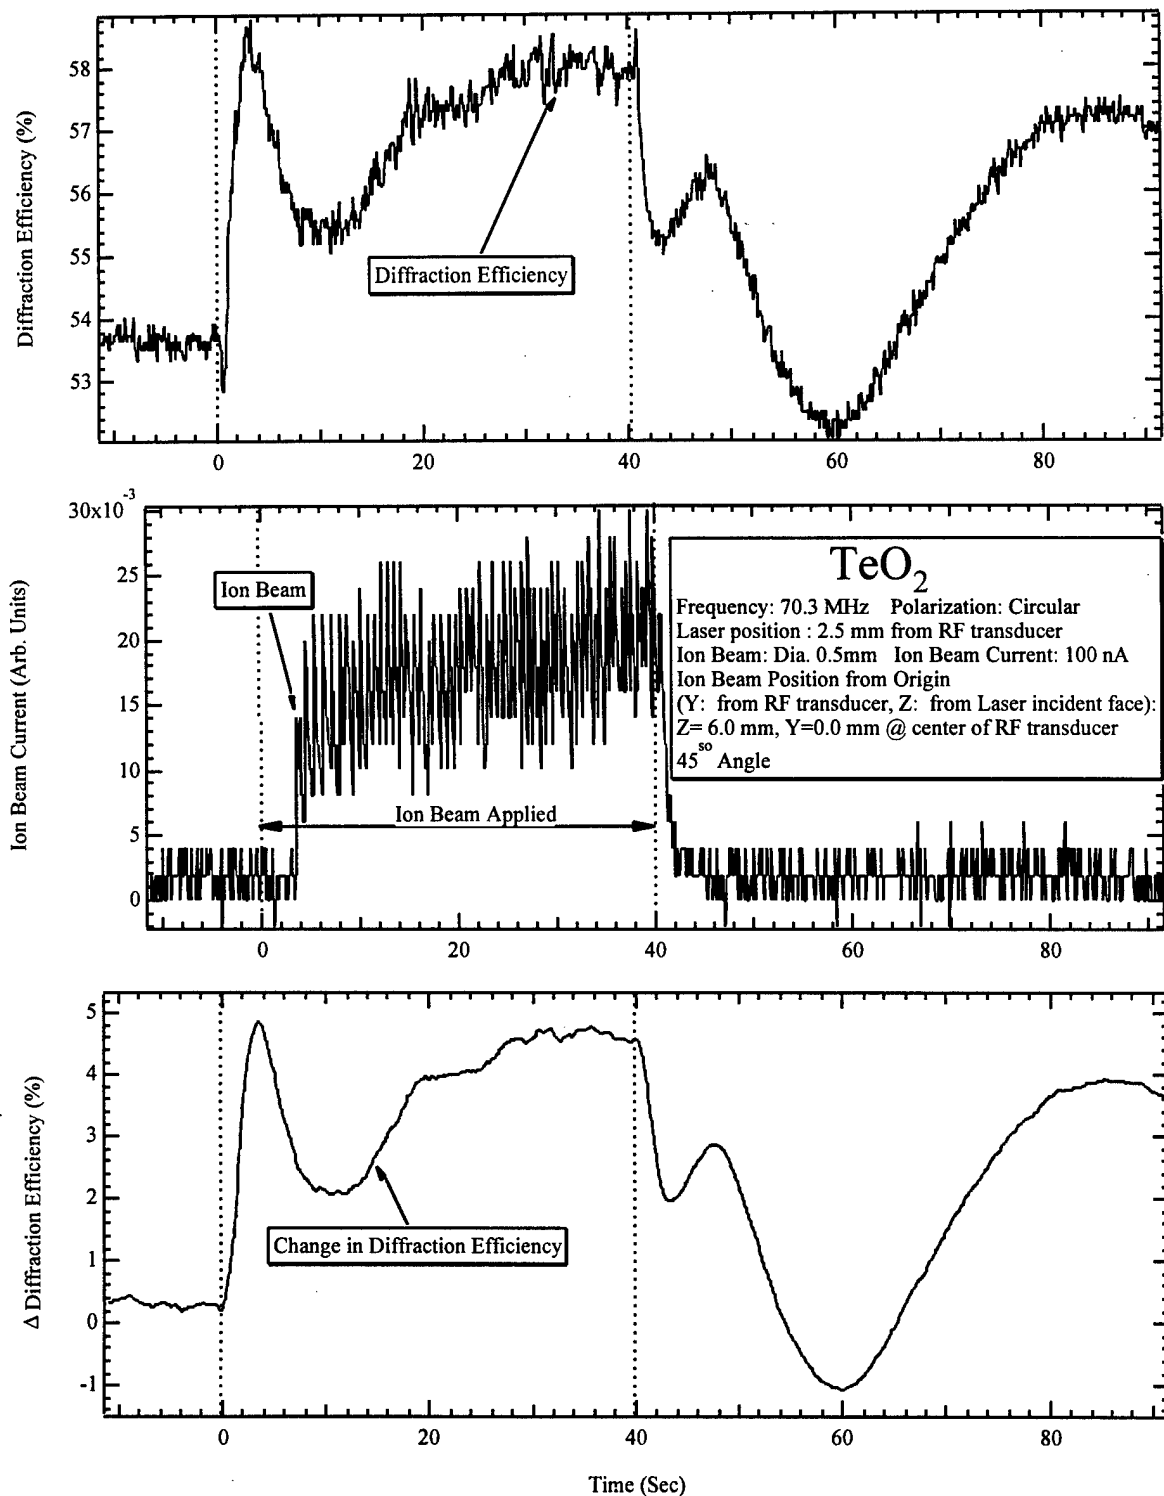 Diffraction Efficiency (%)
58
57
56
55
54
53
Diffraction Efficiency
0 20 40 60 80
Ion Beam Current (Arb. Units)
30x10-3
25
20
15
10
5
0
Ion Beam
Ion Beam Applied
TeO2
Frequency: 70.3 MHz Polarization: Circular
Laser position : 2.5 mm from RF transducer
Ion Beam: Dia. 0.5mm Ion Beam Current: 100 nA
Ion Beam Position from Origin
(Y: from RF transducer, Z: from Laser incident face):
Z= 6.0 mm, Y=0.0 mm @ center of RF transducer
45so Angle
0 20 40 60 80
Δ Diffraction Efficiency (%)
5
4
3
2
1
0
-1
Change in Diffraction Efficiency
0 20 40 60 80
Time (Sec)